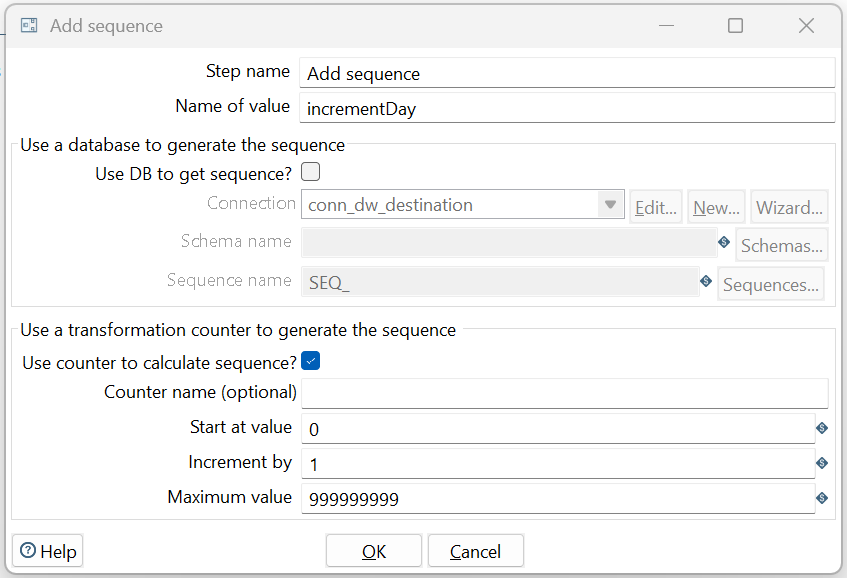 Add sequence
Step name Add sequence
Name of value incrementDay
Use a database to generate the sequence
Use DB to get sequence?
Connection conn_dw_destination Edit... New... Wizard...
Schema name Schemas...
Sequence name SEQ_ Sequences...
Use a transformation counter to generate the sequence
Use counter to calculate sequence?
Counter name (optional)
Start at value 0
Increment by 1
Maximum value 999999999
Help OK Cancel